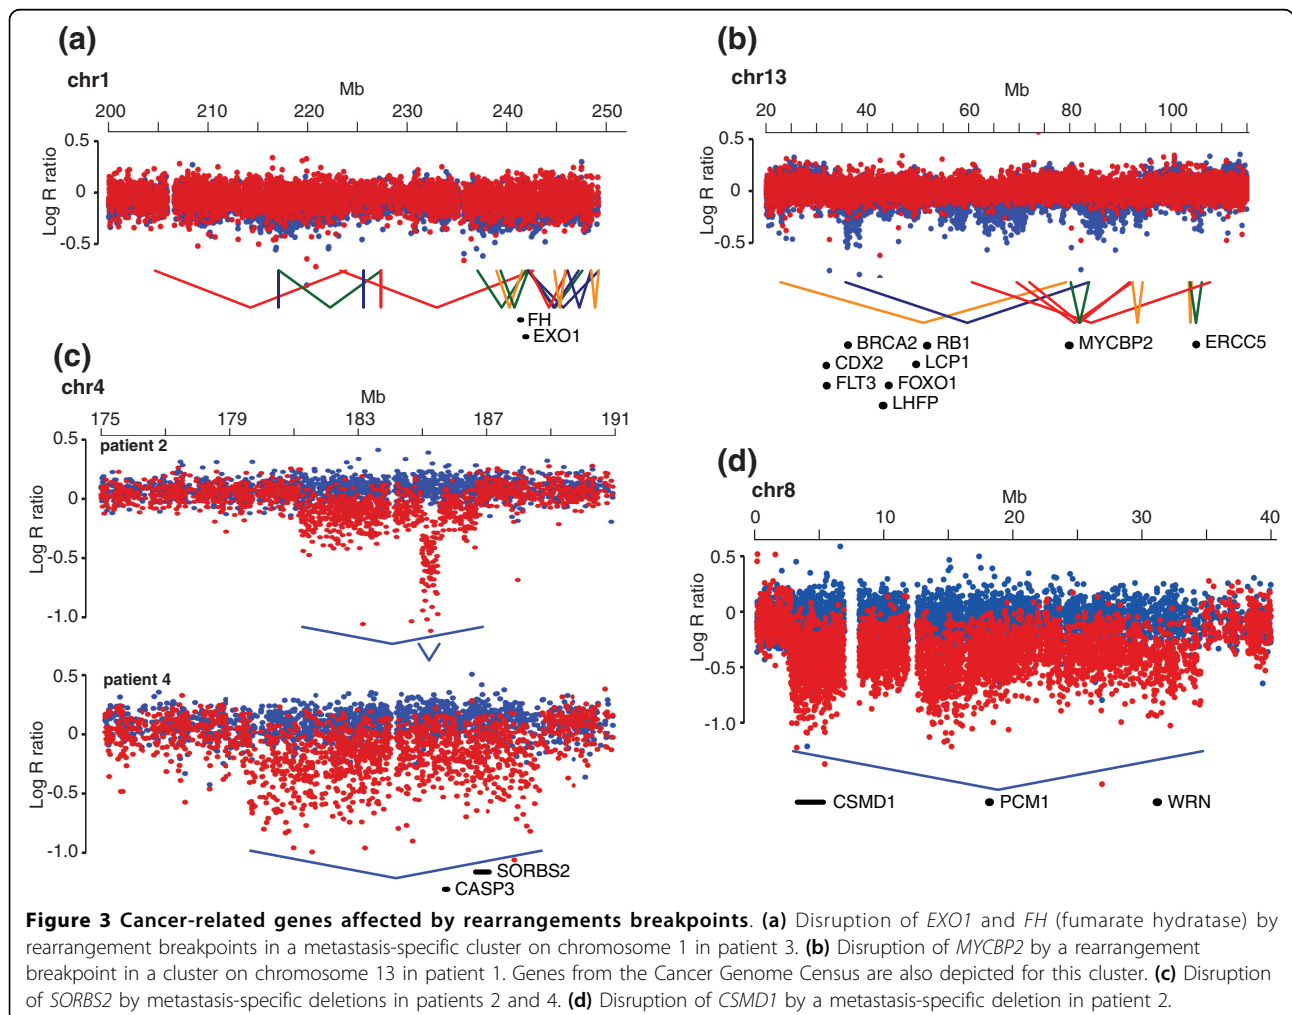 (a)
chr1
Mb
200 210 220 230 240 250
0.5
0
-0.5
Log R ratio
FH
EXO1
(b)
chr13
Mb
20 40 60 80 100
0.5
0
-0.5
Log R ratio
BRCA2 RB1 MYCBP2 ERCC5
CDX2 LCP1
FLT3 FOXO1
LHFP
(c)
chr4
Mb
175 179 183 187 191
patient 2
0.5
0
-0.5
-1.0
Log R ratio
patient 4
0.5
0
-0.5
-1.0
Log R ratio
SORBS2
CASP3
(d)
chr8
Mb
0 10 20 30 40
0.5
0
-0.5
-1.0
Log R ratio
CSMD1 PCM1 WRN
Figure 3 Cancer-related genes affected by rearrangements breakpoints. (a) Disruption of EXO1 and FH (fumarate hydratase) by
rearrangement breakpoints in a metastasis-specific cluster on chromosome 1 in patient 3. (b) Disruption of MYCBP2 by a rearrangement
breakpoint in a cluster on chromosome 13 in patient 1. Genes from the Cancer Genome Census are also depicted for this cluster. (c) Disruption
of SORBS2 by metastasis-specific deletions in patients 2 and 4. (d) Disruption of CSMD1 by a metastasis-specific deletion in patient 2.